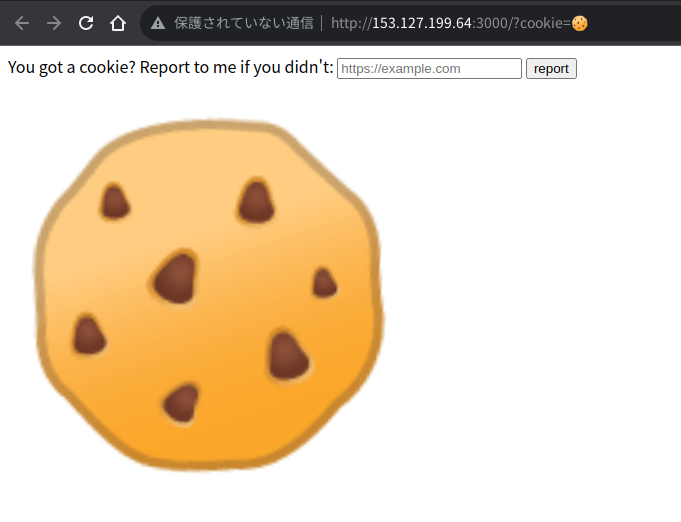 保護されていない通信 | http://153.127.199.64:3000/?cookie=🍪
You got a cookie? Report to me if you didn't: https://example.com report